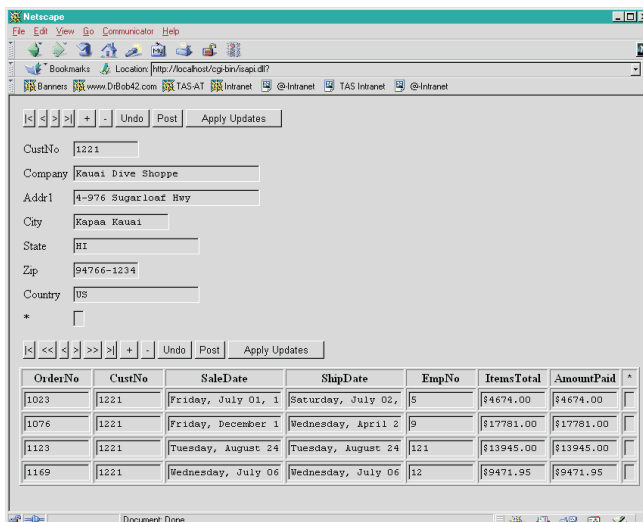 Netscape
File Edit View Go Communicator Help
Bookmarks Location: http://localhost/cgi-bin/isapi.dll?
Banners www.DrBob42.com TAS-AT Intranet @-Intranet TAS Intranet @-Intranet
|< < > >| + - Undo Post Apply Updates
CustNo 1221
Company Kauai Dive Shoppe
Addr1 4-976 Sugarloaf Hwy
City Kapaa Kauai
State HI
Zip 94766-1234
Country US
*
|< << < > >> >| + - Undo Post Apply Updates
OrderNo CustNo SaleDate ShipDate EmpNo ItemsTotal AmountPaid *
1023 1221 Friday, July 01, 1 Saturday, July 02, 5 $4674.00 $4674.00
1076 1221 Friday, December 1 Wednesday, April 2 9 $17781.00 $17781.00
1123 1221 Tuesday, August 24 Tuesday, August 24 121 $13945.00 $13945.00
1169 1221 Wednesday, July 06 Wednesday, July 06 12 $9471.95 $9471.95
Document: Done